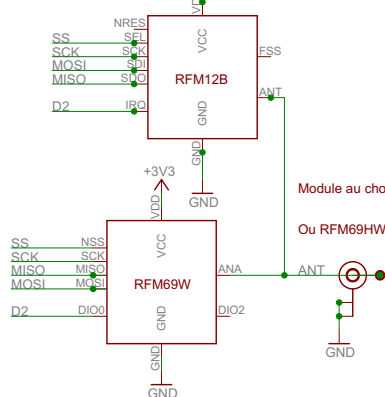 VD
NRES
SS SEL VCC
SCK SCK FSS
MOSI SDI RFM12B
MISO SDO ANT
D2 IRQ GND
GND
+3V3 GND
VDD
Module au cho
Ou RFM69HW
SS NSS VCC
SCK SCK
MISO MISO RFM69W ANA ANT
MOSI MOSI
D2 DIO0 GND DIO2
GND
GND
GND